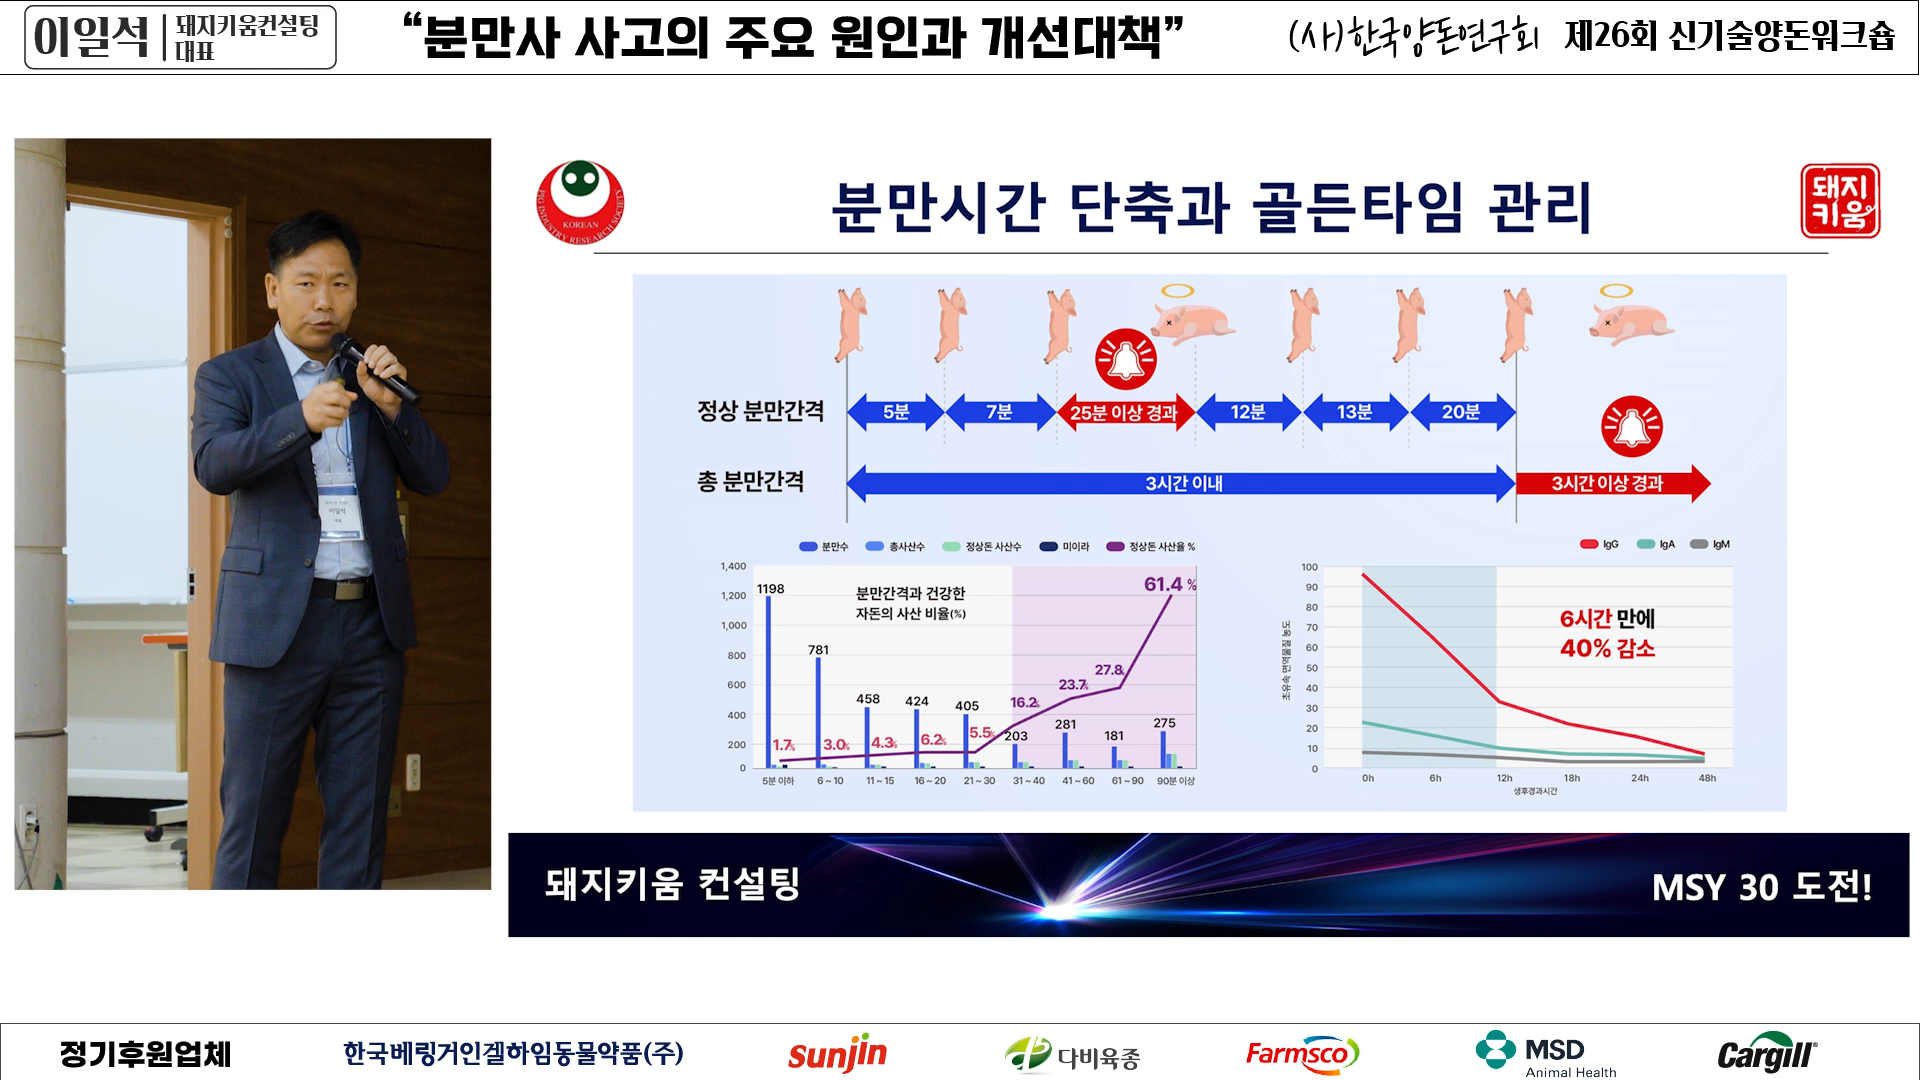 이일석
돼지키움컨설팅
대표
“분만사 사고의 주요 원인과 개선대책”
(사)한국양돈연구회 제26회 신기술양돈워크숍
PIG INDUSTRY RESEARCH SOCIETY
KOREAN
분만시간 단축과 골든타임 관리
돼지
키움
정상 분만간격
5분
7분
25분 이상 경과
12분
13분
20분
총 분만간격
3시간 이내
3시간 이상 경과
분만수 총사산수 정상돈 사산수 미이라 정상돈 사산율 %
분만간격과 건강한
자돈의 사산 비율(%)
1,400
1,200
1,000
800
600
400
200
0
1198
781
458
424
405
203
281
181
275
1.7%
3.0%
4.3%
6.2%
5.5%
16.2%
23.7%
27.8%
61.4 %
5분 이하 6 ~ 10 11 ~ 15 16 ~ 20 21 ~ 30 31 ~ 40 41 ~ 60 61 ~ 90 90분 이상
IgG IgA IgM
초유속 면역물질 농도
100
90
80
70
60
50
40
30
20
10
0
6시간 만에
40% 감소
0h 6h 12h 18h 24h 48h
생후경과시간
이일석
대표
돼지키움 컨설팅
MSY 30 도전!
정기후원업체
한국베링거인겔하임동물약품(주)
Sunjin
다비육종
Farmsco
MSD
Animal Health
Cargill